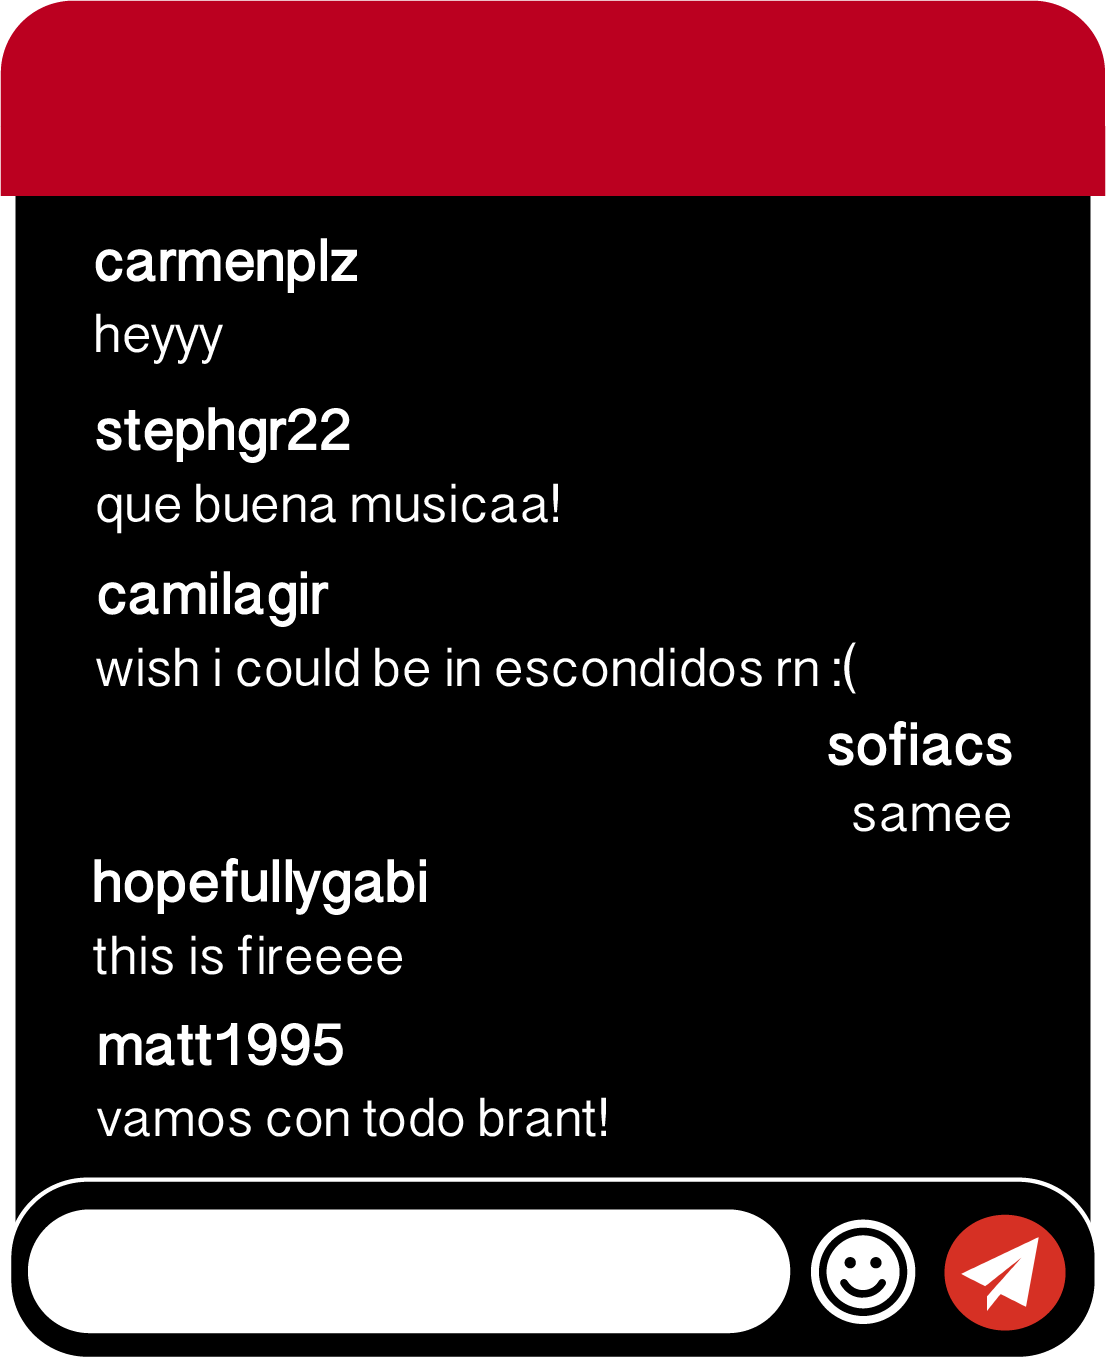 carmenplz
heyyy
stephgr22
que buena musicaa!
camilagir
wish i could be in escondidos rn :(
sofiacs
samee
hopefullygabi
this is fireeee
matt1995
vamos con todo brant!